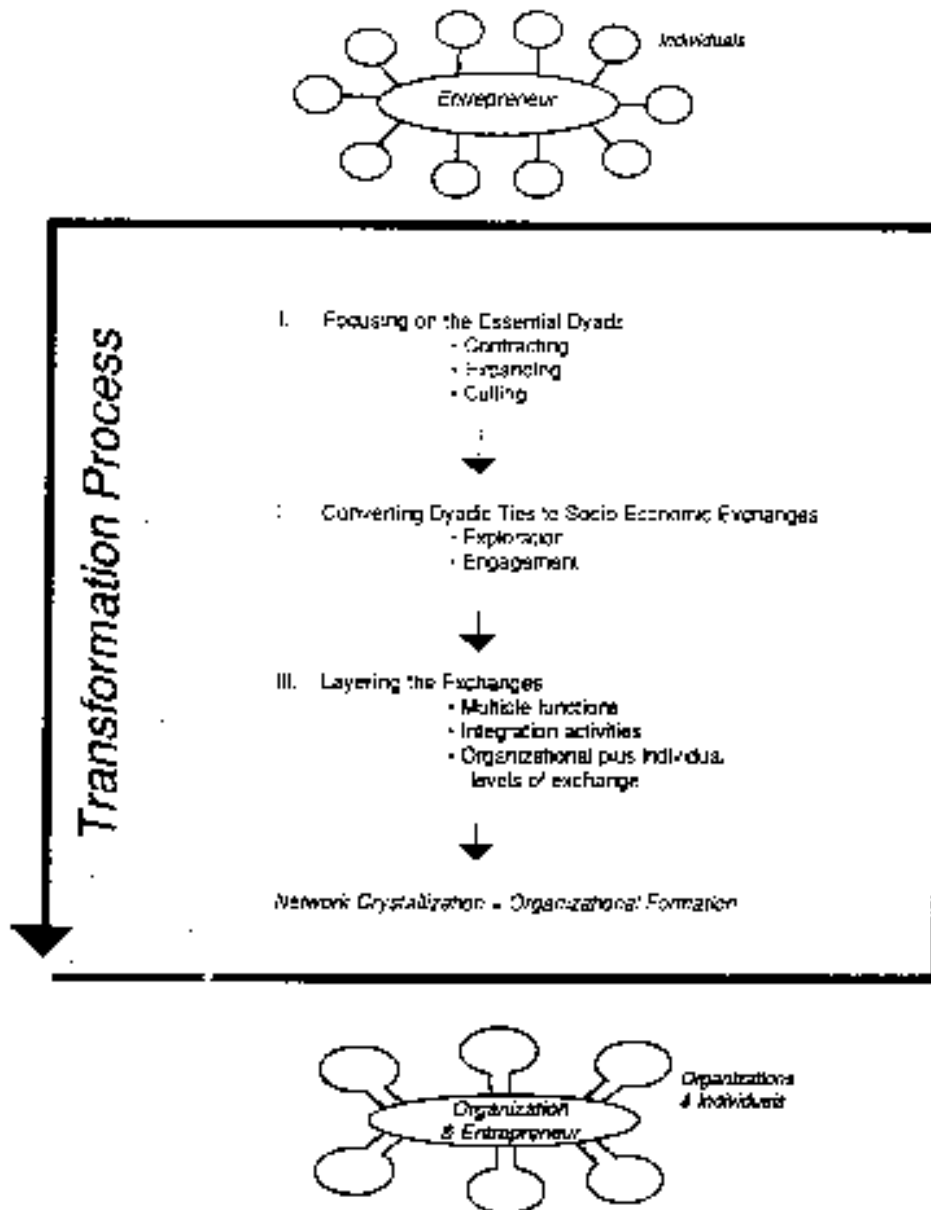 Individuals
Entrepreneur
Transformation Process
I. Focusing on the Essential Dyads
• Contracting
• Expanding
• Culling
I Converting Dyadic Ties to Socio Economic Exchanges
• Exploration
• Engagement
III. Layering the Exchanges
• Multiple functions
• Integration activities
• Organizational plus individual
levels of exchange
Network Crystallization = Organizational Formation
Organizations
& Individuals
Organization
& Entrepreneur